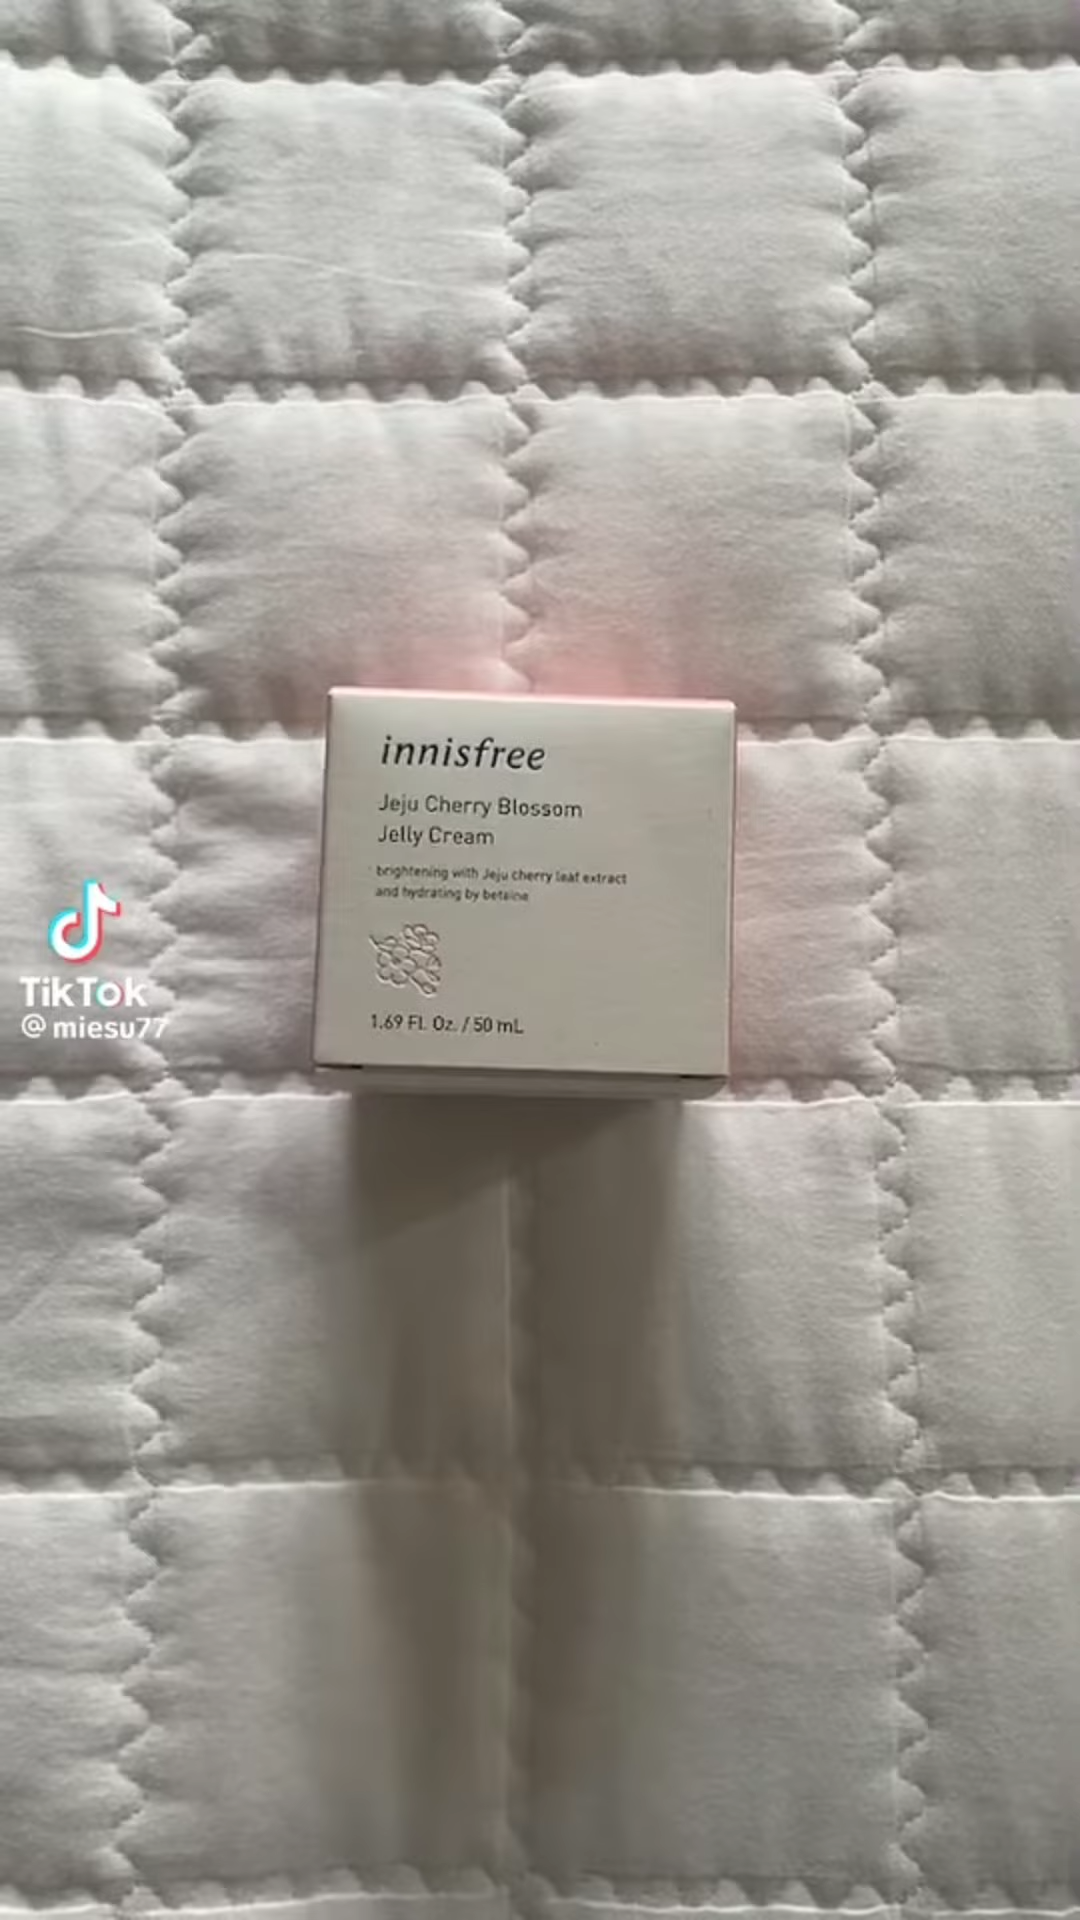 innisfree
Jeju Cherry Blossom
Jelly Cream
brightening with Jeju cherry leaf extract
and hydrating by betaine
1.69 Fl. Oz. / 50 mL
TikTok
@miesu77